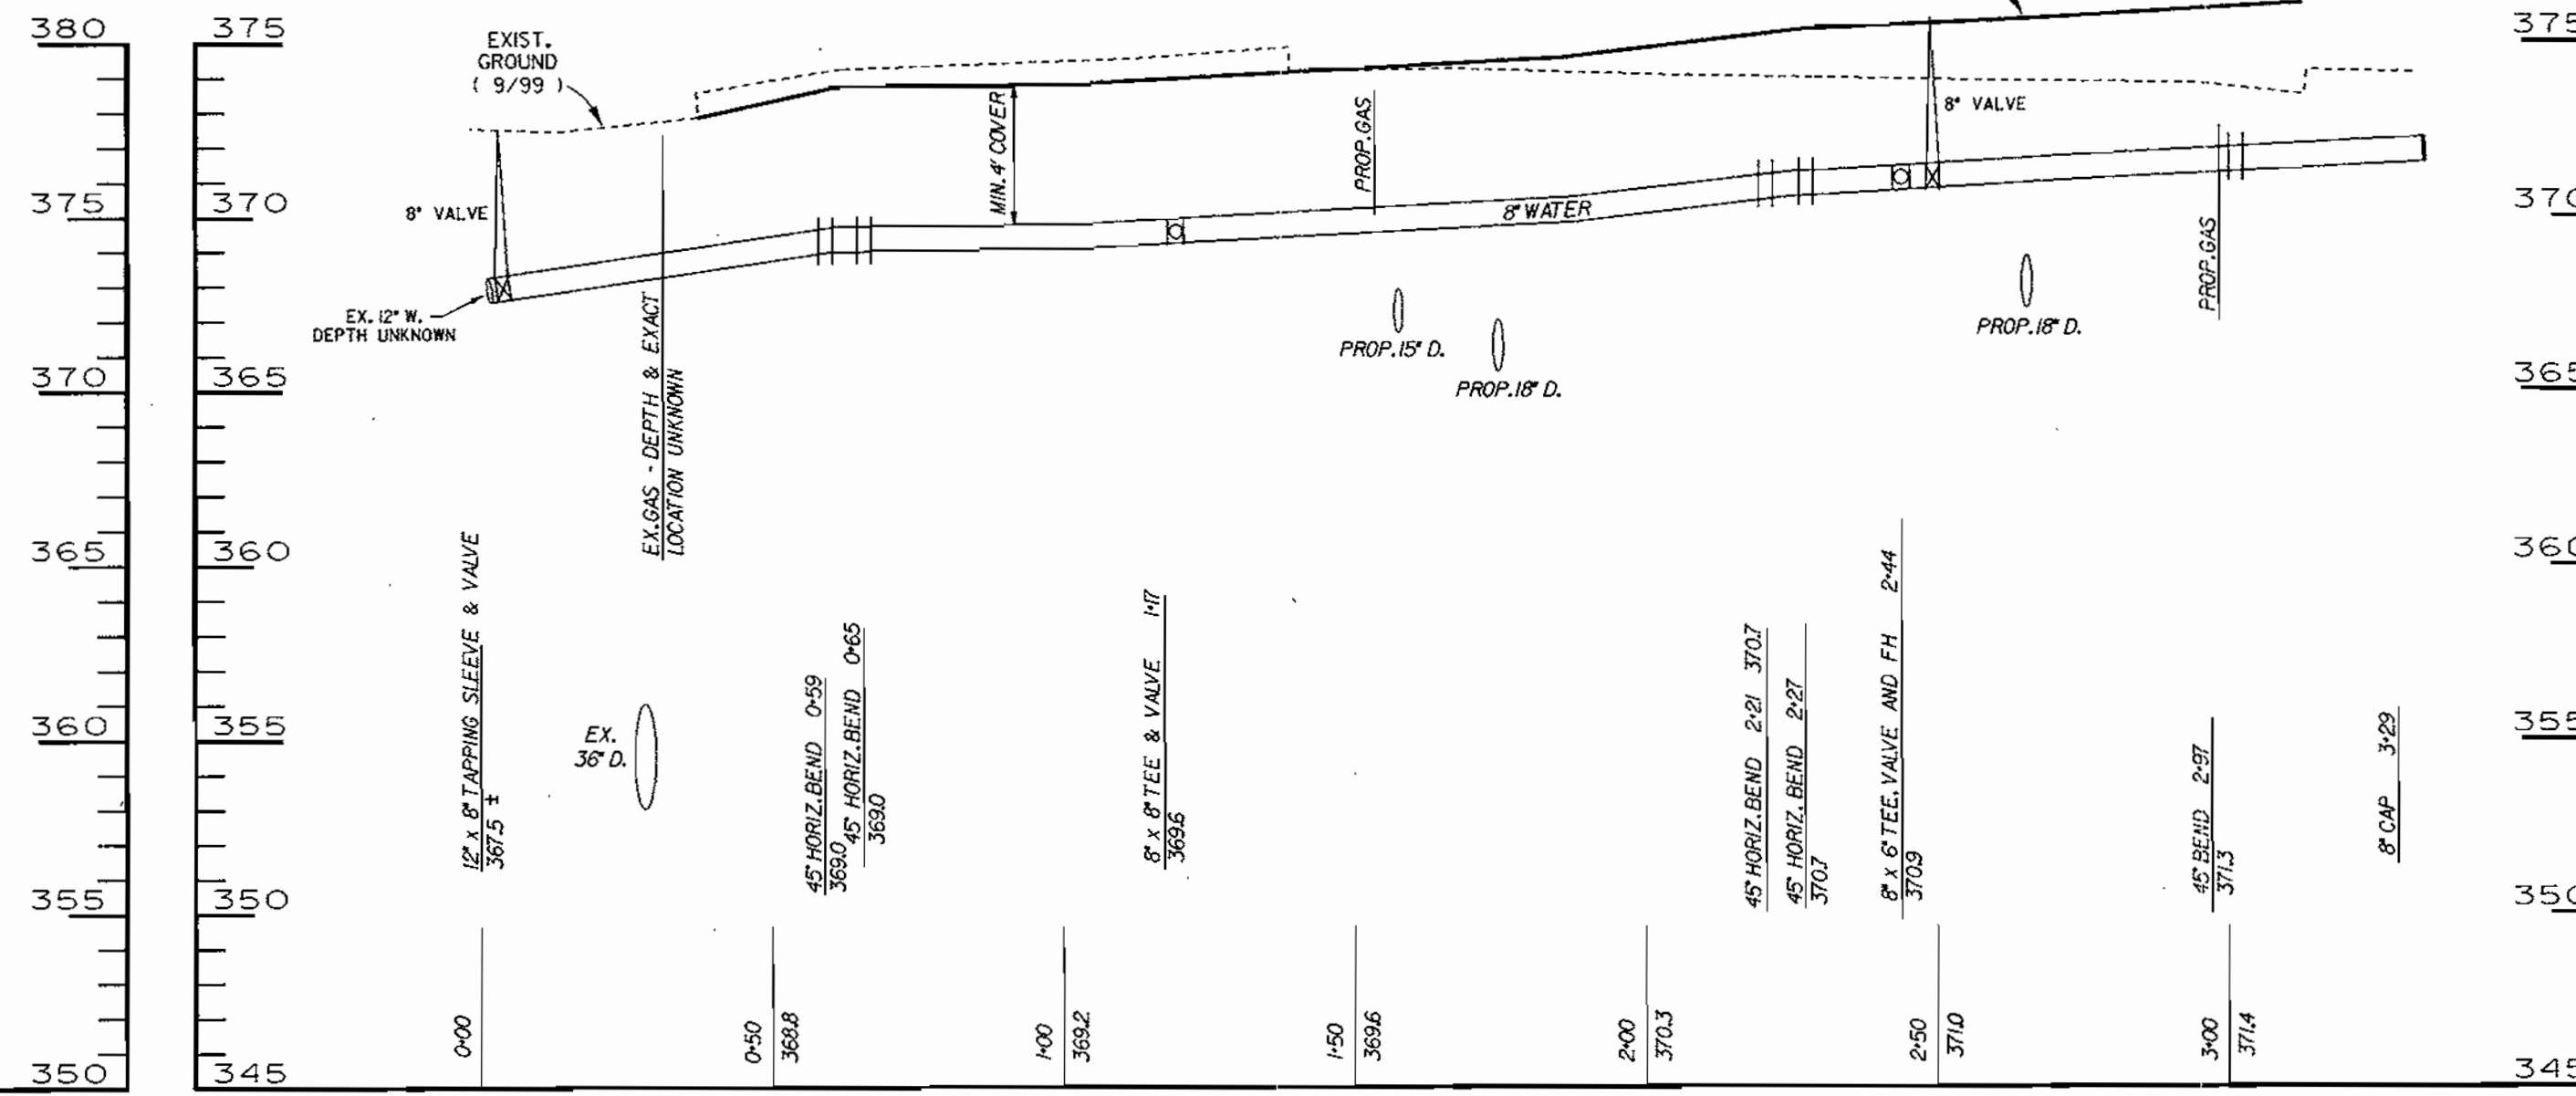 380
375
375
EXIST.
GROUND
( 9/99 )
MIN. 4' COVER
PROP. GAS
8" VALVE
375
370
370
8" VALVE
8" WATER
PROP. GAS
EX. 12" W.
DEPTH UNKNOWN
EX. GAS - DEPTH & EXACT
LOCATION UNKNOWN
PROP. 15" D.
PROP. 18" D.
PROP. 18" D.
370
365
365
365
360
360
12" x 8" TAPPING SLEEVE & VALVE
367.5 ±
EX.
36" D.
45° HORIZ. BEND 0+59
369.0
45° HORIZ. BEND 0+65
369.0
8" x 8" TEE & VALVE 1+17
369.6
45° HORIZ. BEND 2+21 370.7
45° HORIZ. BEND 2+27
370.7
8" x 6" TEE, VALVE AND FH 2+44
370.9
45° BEND 2+97
371.3
8" CAP 3+29
360
355
355
355
350
350
0+00
0+50
368.8
1+00
369.2
1+50
369.6
2+00
370.3
2+50
371.0
3+00
371.4
350
345
345